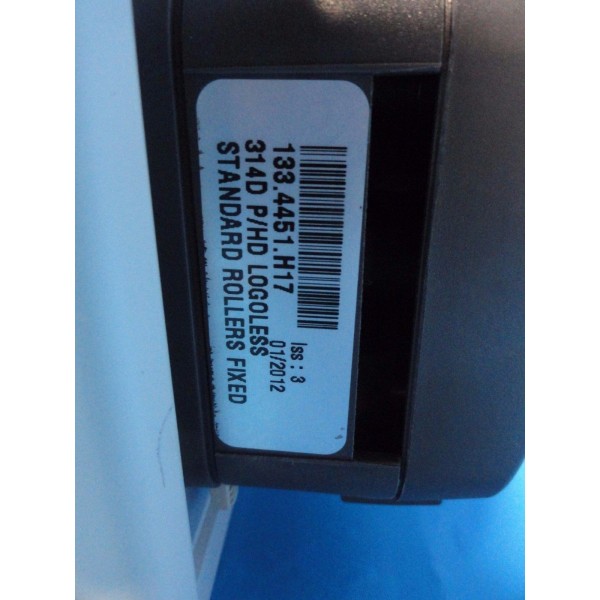 133.4451.H17 Iss : 3
314D P/HD LOGOLESS 01/2012
STANDARD ROLLERS FIXED